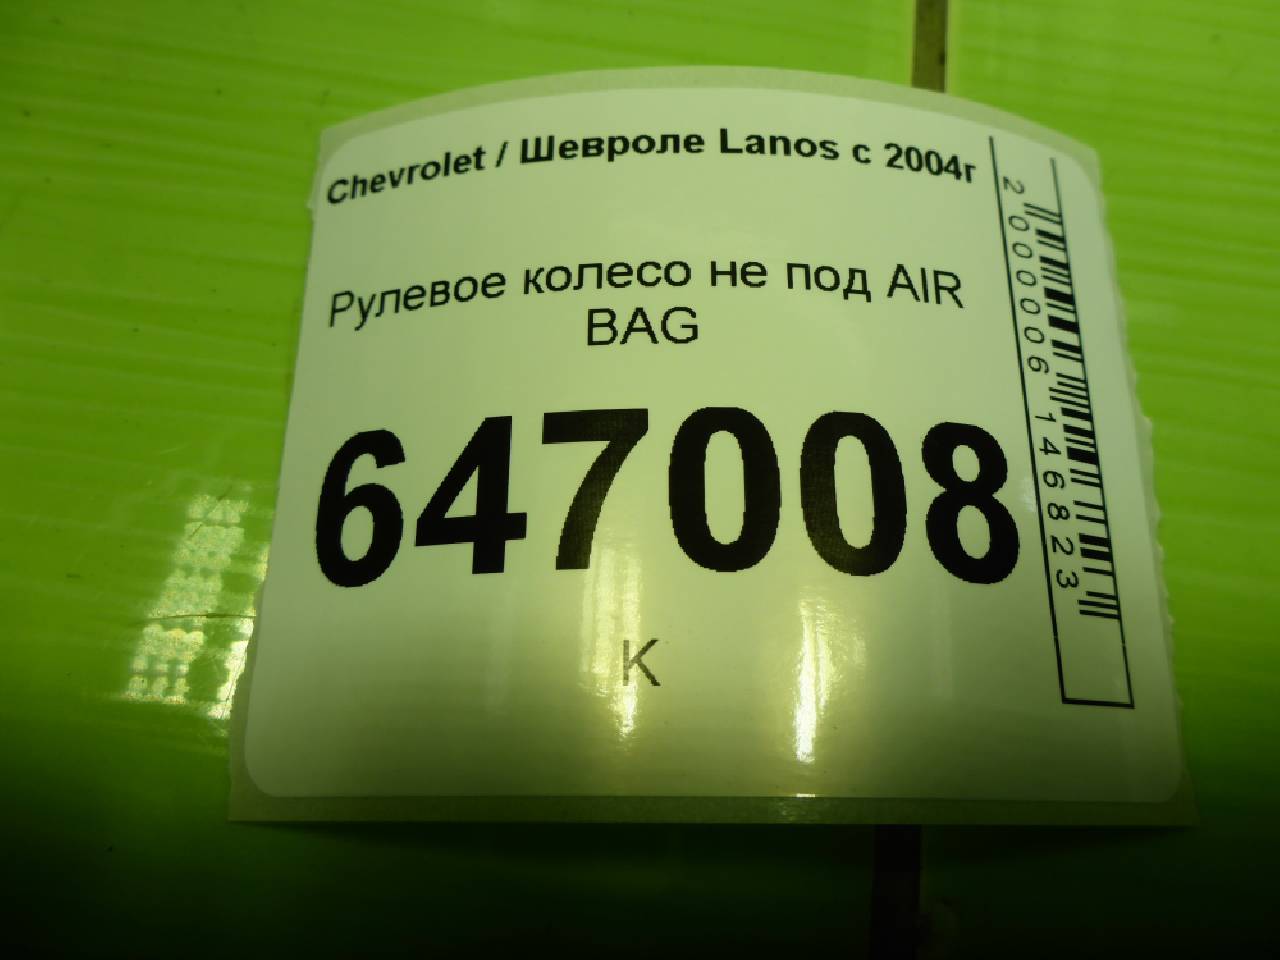 Chevrolet / Шевроле Lanos с 2004г
Рулевое колесо не под AIR
BAG
647008
К
2000006146823